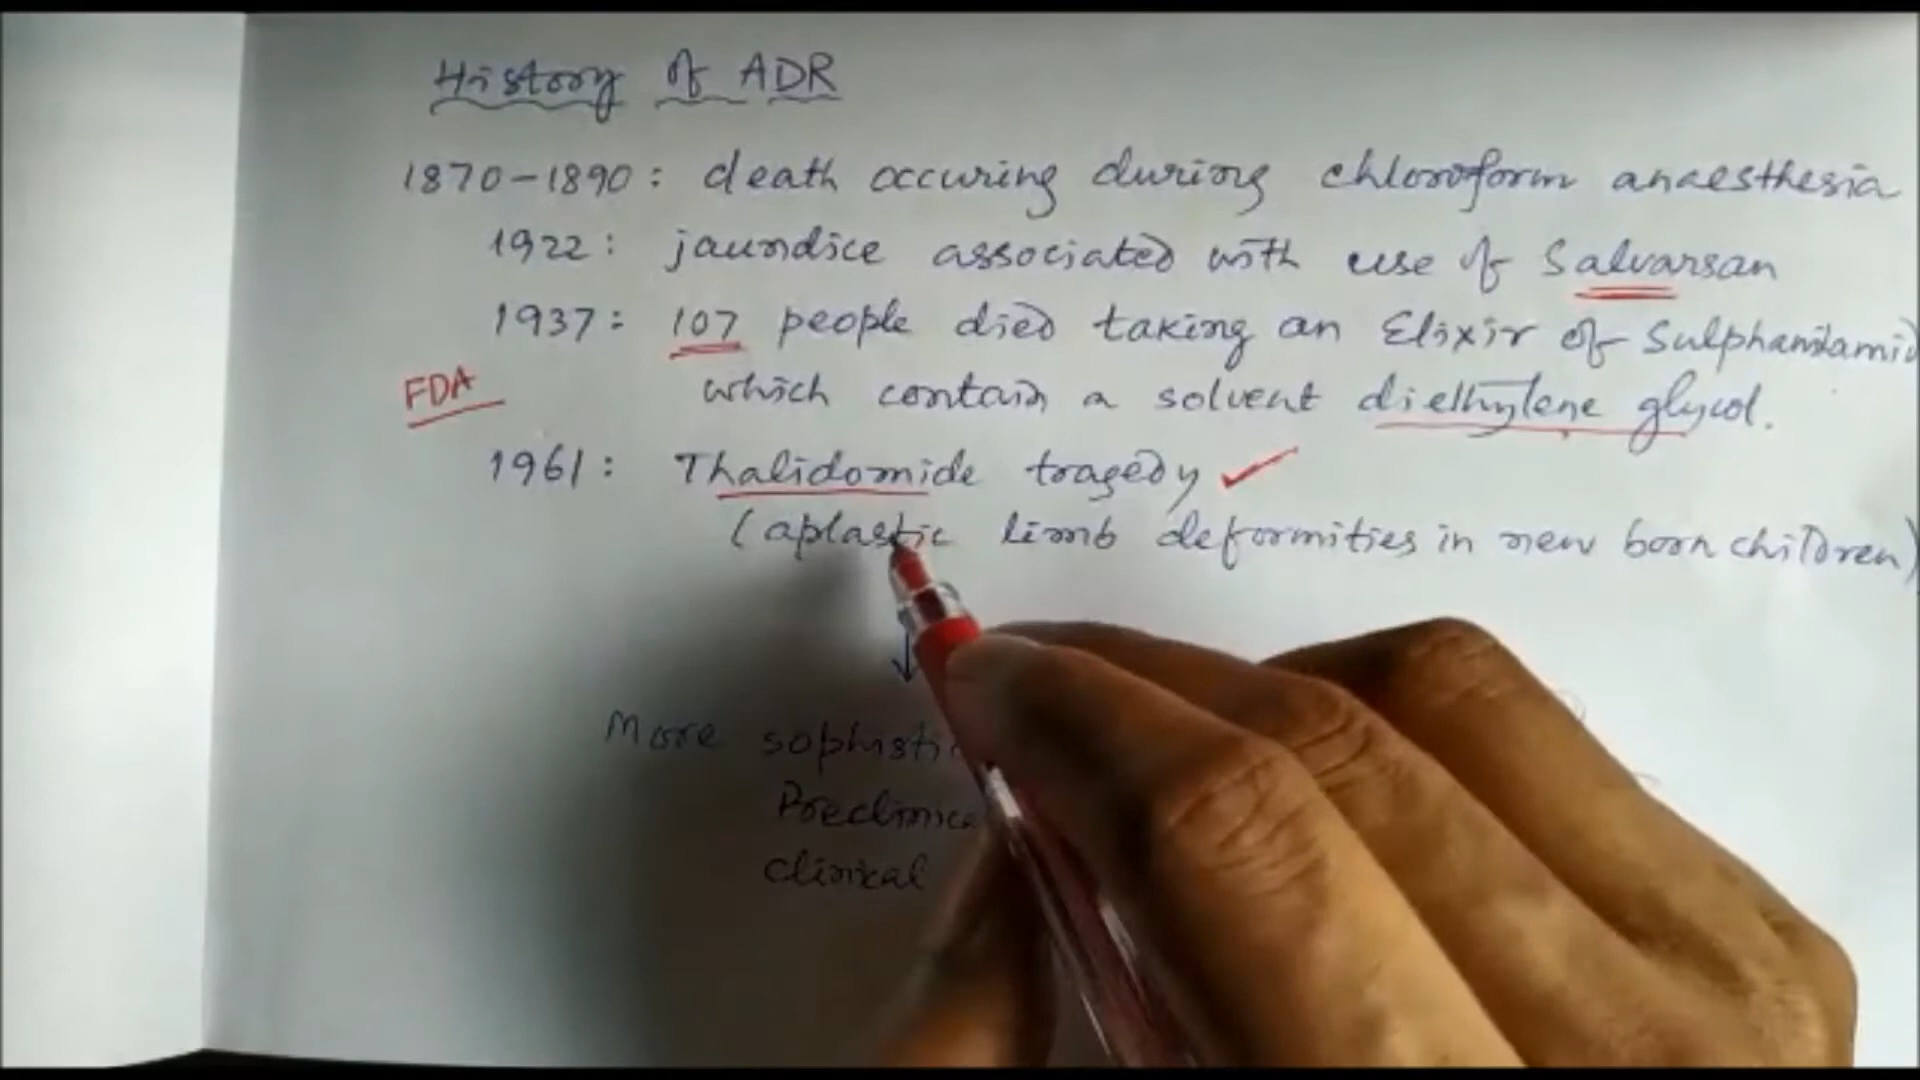 History of ADR
1870-1890: death occuring during chloroform anaesthesia
1922: jaundice associated with use of Salvarsan
1937: 107 people died taking an Elixir of
FDA which contain a solvent diethylene glycol.
1961: Thalidomide tragedy
(aplastic limb deformities in new born children)
More
Clinical